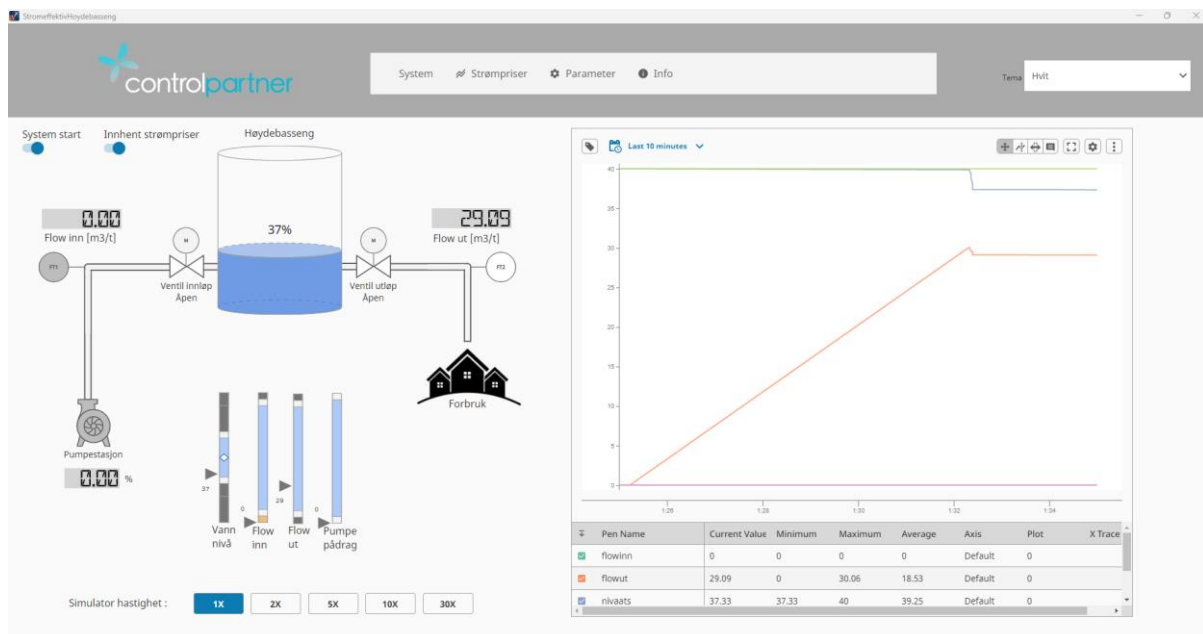 StromeffektivHoydebasseng
controlpartner
System Strømpriser Parameter Info
Tema Hvit
System start Innhent strømpriser Høydebasseng
0.00
Flow inn [m3/t]
29.09
Flow ut [m3/t]
37%
M
M
FT1
FT2
Ventil innløp
Åpen
Ventil utløp
Åpen
Forbruk
Pumpestasjon
0.00 %
37
0
29
0
Vann
nivå
Flow
inn
Flow
ut
Pumpe
pådrag
Simulator hastighet : 1X 2X 5X 10X 30X
Last 10 minutes
40
35
30
25
20
15
10
5
0
1:26 1:28 1:30 1:32 1:34
Pen Name Current Value Minimum Maximum Average Axis Plot X Trace
flowinn 0 0 0 0 Default 0
flowut 29.09 0 30.06 18.53 Default 0
nivaats 37.33 37.33 40 39.25 Default 0